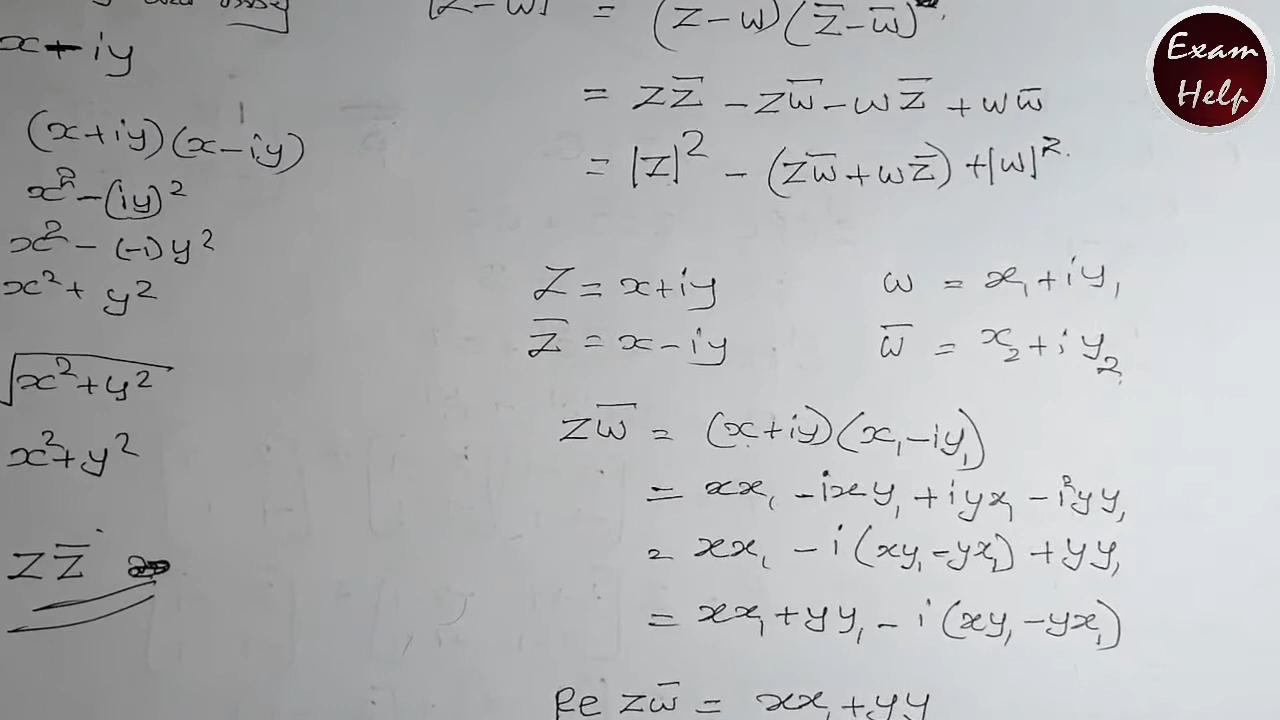 x+iy
(x+iy)(x-iy)
x² -(iy)²
x² - (-1)y²
x² + y²
√x²+y²
x²+y²
zz̄
= (z-w)(z̄-w̄)
= zz̄ - zw̄ - wz̄ + ww̄
= |z|² - (zw̄+wz̄) + |w|².
z = x+iy w = x₁+iy₁
z̄ = x-iy w̄ = x₂+iy₂
zw̄ = (x+iy)(x₁-iy₁)
= xx₁ - ixy₁ + iyx₁ - i²yy₁
= xx₁ - i(xy₁-yx₁) + yy₁
= xx₁ + yy₁ - i(xy₁-yx₁)
Re zw̄ = xx₁+yy
Exam
Help